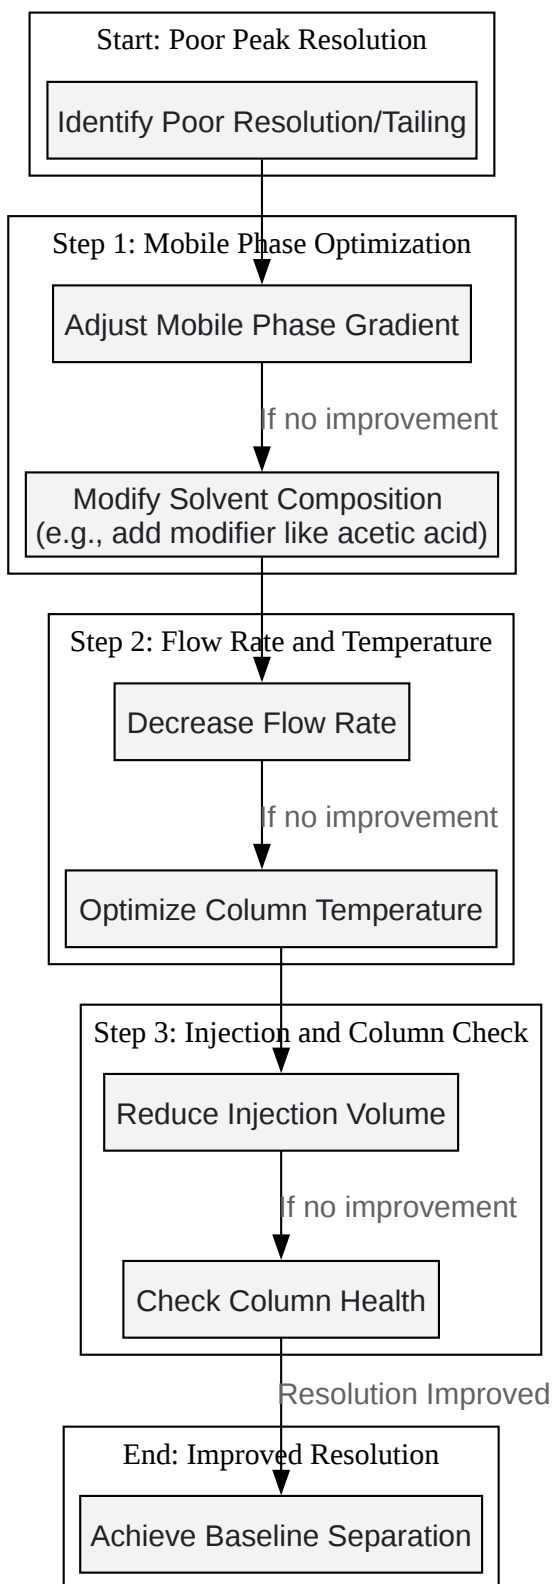 Start: Poor Peak Resolution
Identify Poor Resolution/Tailing
Step 1: Mobile Phase Optimization
Adjust Mobile Phase Gradient
If no improvement
Modify Solvent Composition
(e.g., add modifier like acetic acid)
Step 2: Flow Rate and Temperature
Decrease Flow Rate
If no improvement
Optimize Column Temperature
Step 3: Injection and Column Check
Reduce Injection Volume
If no improvement
Check Column Health
Resolution Improved
End: Improved Resolution
Achieve Baseline Separation